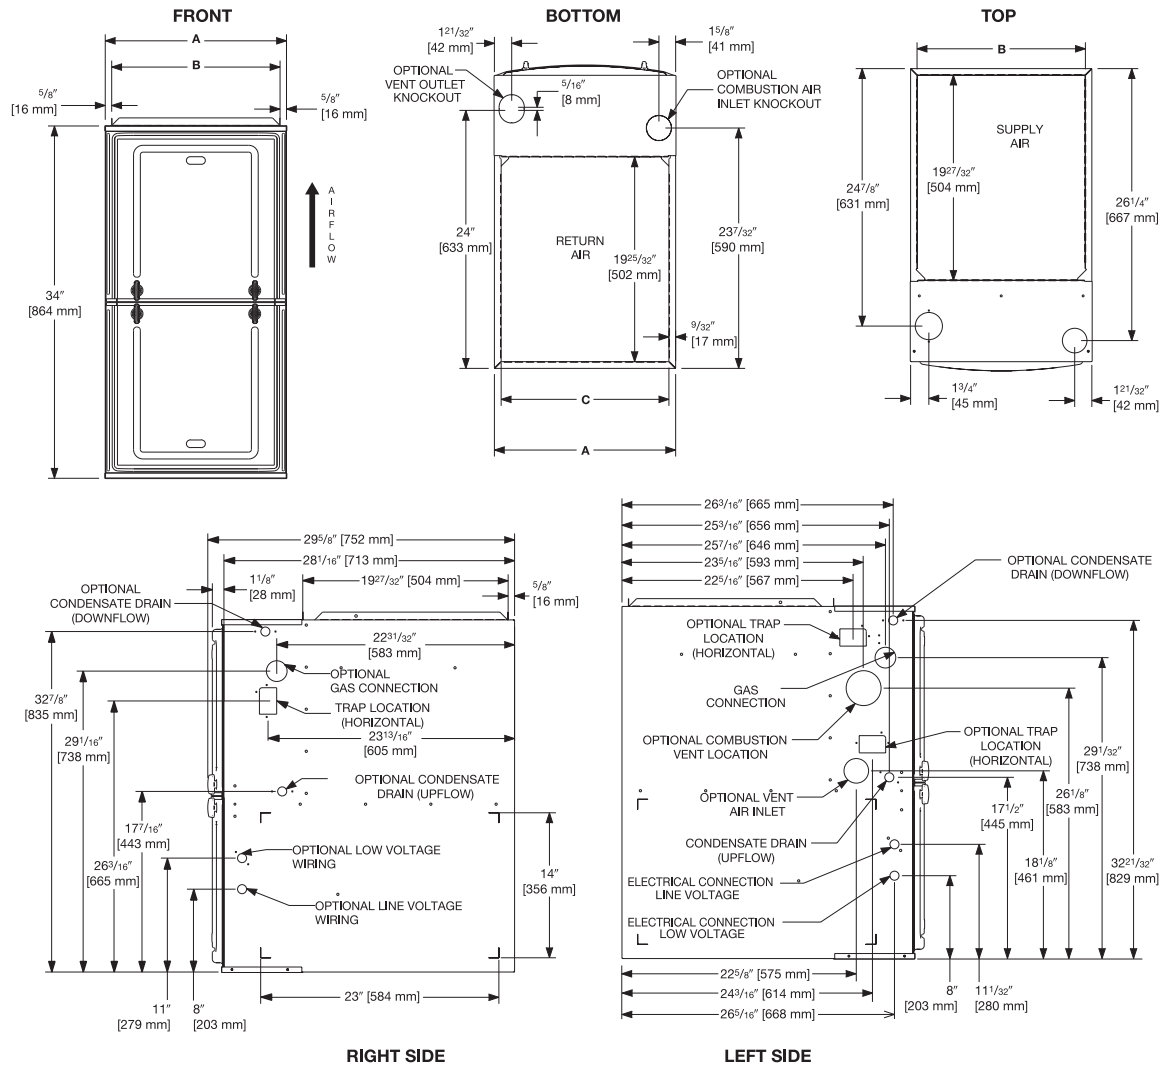 FRONT
A
B
5/8"
[16 mm]
5/8"
[16 mm]
AIRFLOW
34"
[864 mm]
BOTTOM
1 21/32"
[42 mm]
1 5/8"
[41 mm]
OPTIONAL
VENT OUTLET
KNOCKOUT
5/16"
[8 mm]
OPTIONAL
COMBUSTION AIR
INLET KNOCKOUT
24"
[633 mm]
RETURN
AIR
19 25/32"
[502 mm]
23 7/32"
[590 mm]
9/32"
[17 mm]
C
A
TOP
B
SUPPLY
AIR
19 27/32"
[504 mm]
24 7/8"
[631 mm]
26 1/4"
[667 mm]
1 3/4"
[45 mm]
1 21/32"
[42 mm]
29 5/8" [752 mm]
28 1/16" [713 mm]
19 27/32" [504 mm]
1 1/8"
[28 mm]
5/8"
[16 mm]
OPTIONAL
CONDENSATE DRAIN
(DOWNFLOW)
22 31/32"
[583 mm]
OPTIONAL
GAS CONNECTION
TRAP LOCATION
(HORIZONTAL)
23 13/16"
[605 mm]
32 7/8"
[835 mm]
29 1/16"
[738 mm]
OPTIONAL CONDENSATE
DRAIN (UPFLOW)
17 7/16"
[443 mm]
26 3/16"
[665 mm]
OPTIONAL LOW VOLTAGE
WIRING
OPTIONAL LINE VOLTAGE
WIRING
14"
[356 mm]
23" [584 mm]
11"
[279 mm]
8"
[203 mm]
RIGHT SIDE
26 3/16" [665 mm]
25 3/16" [656 mm]
25 7/16" [646 mm]
23 5/16" [593 mm]
22 5/16" [567 mm]
OPTIONAL CONDENSATE
DRAIN (DOWNFLOW)
OPTIONAL TRAP
LOCATION
(HORIZONTAL)
GAS
CONNECTION
OPTIONAL COMBUSTION
VENT LOCATION
OPTIONAL TRAP
LOCATION
(HORIZONTAL)
OPTIONAL VENT
AIR INLET
CONDENSATE DRAIN
(UPFLOW)
ELECTRICAL CONNECTION
LINE VOLTAGE
ELECTRICAL CONNECTION
LOW VOLTAGE
29 1/32"
[738 mm]
26 1/8"
[583 mm]
17 1/2"
[445 mm]
18 1/8"
[461 mm]
32 21/32"
[829 mm]
22 5/8" [575 mm]
24 3/16" [614 mm]
26 5/16" [668 mm]
8"
[203 mm]
11 1/32"
[280 mm]
LEFT SIDE